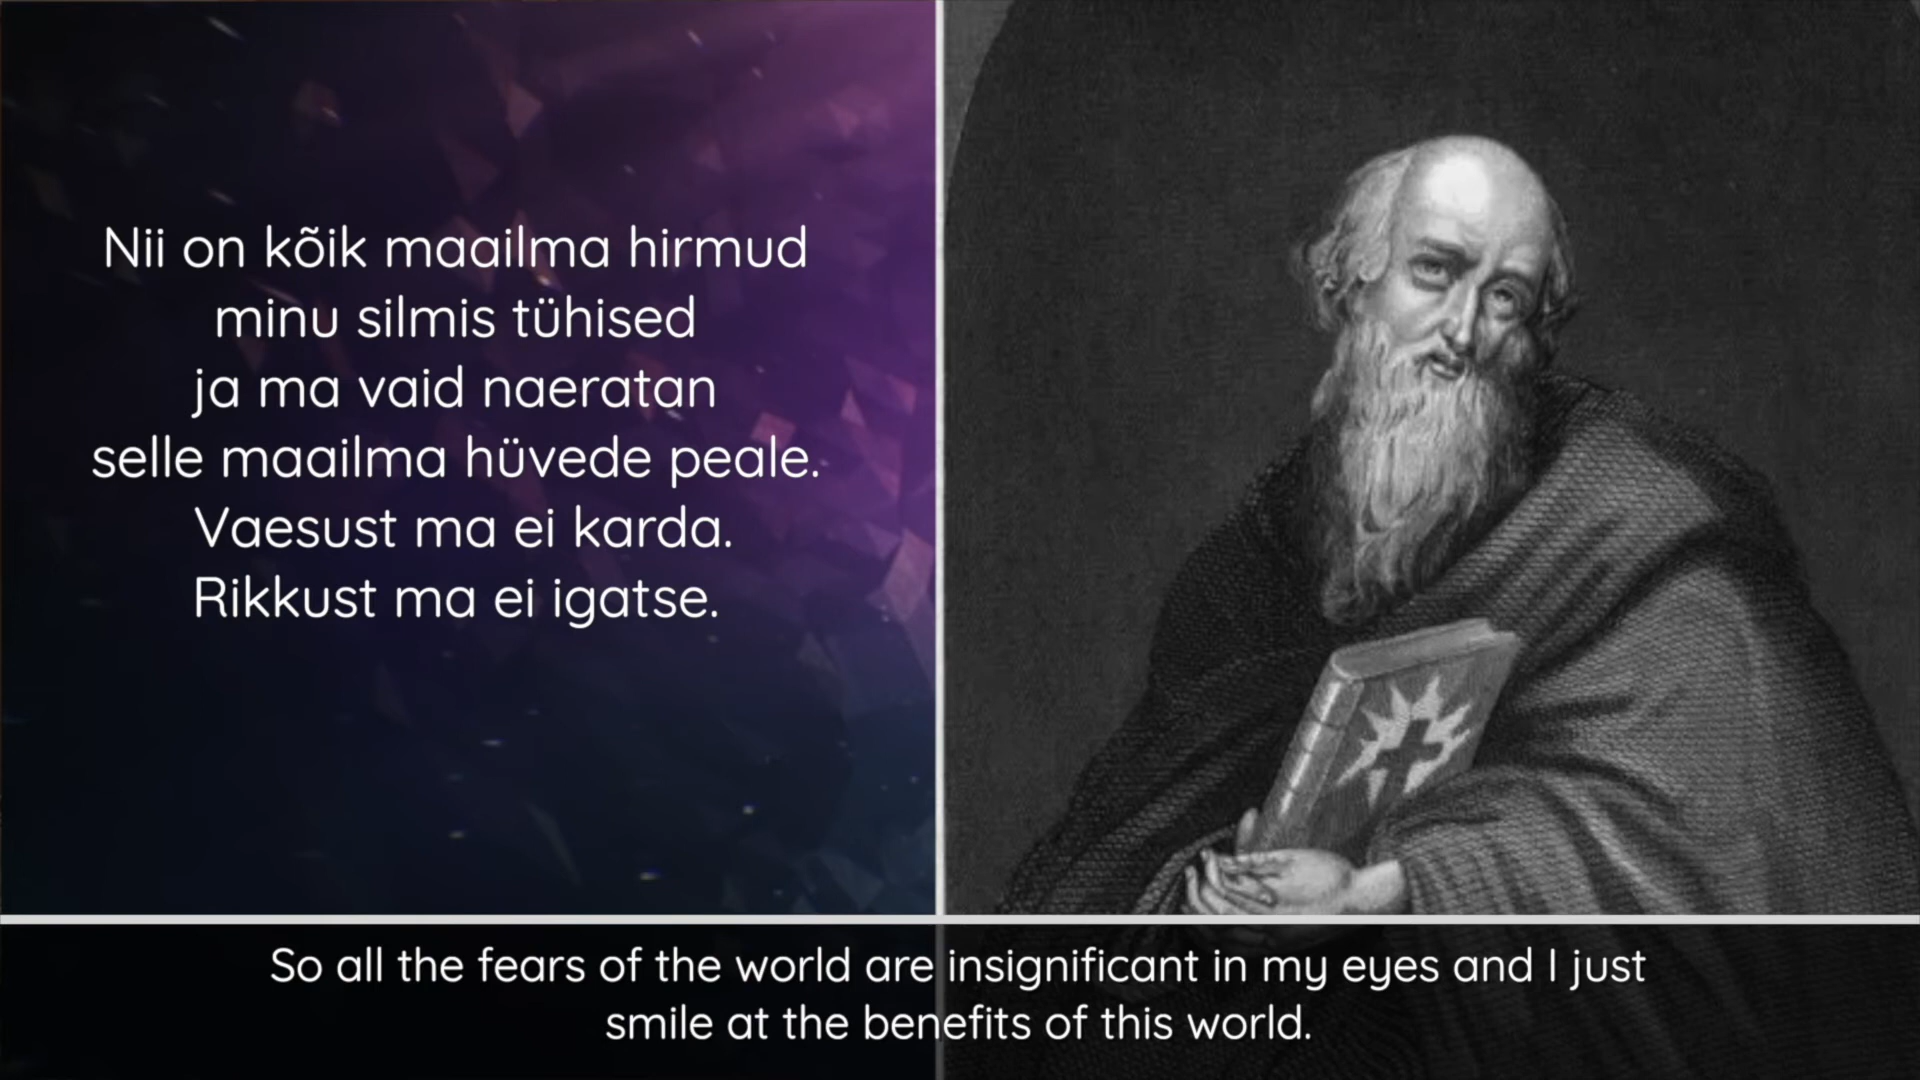 Nii on kõik maailma hirmud
minu silmis tühised
ja ma vaid naeratan
selle maailma hüvede peale.
Vaesust ma ei karda.
Rikkust ma ei igatse.
So all the fears of the world are insignificant in my eyes and I just
smile at the benefits of this world.